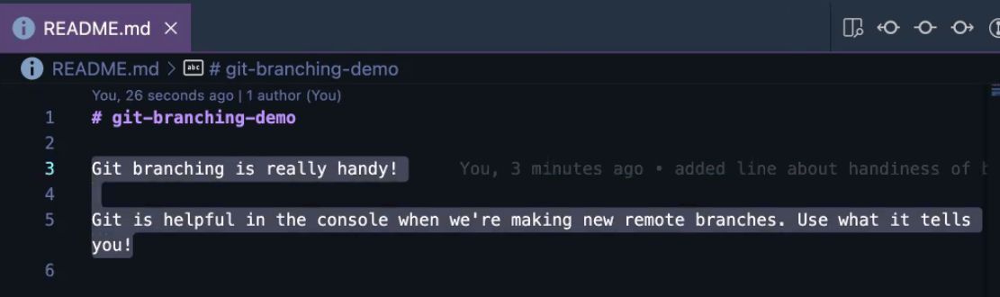 README.md
README.md > abc # git-branching-demo
You, 26 seconds ago | 1 author (You)
1 # git-branching-demo
2
3 Git branching is really handy! You, 3 minutes ago • added line about handiness of
4
5 Git is helpful in the console when we're making new remote branches. Use what it tells
you!
6